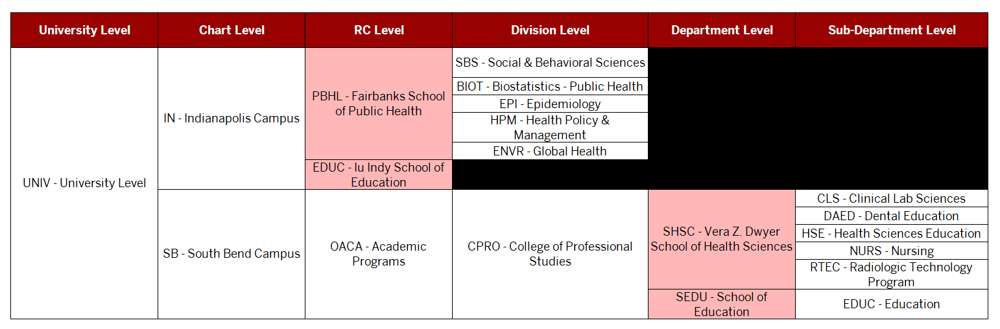 University Level
Chart Level
RC Level
Division Level
Department Level
Sub-Department Level
UNIV - University Level
IN - Indianapolis Campus
PBHL - Fairbanks School
of Public Health
SBS - Social & Behavioral Sciences
BIOT - Biostatistics - Public Health
EPI - Epidemiology
HPM - Health Policy &
Management
ENVR - Global Health
EDUC - Iu Indy School of
Education
SB - South Bend Campus
OACA - Academic
Programs
CPRO - College of Professional
Studies
SHSC - Vera Z. Dwyer
School of Health Sciences
CLS - Clinical Lab Sciences
DAED - Dental Education
HSE - Health Sciences Education
NURS - Nursing
RTEC - Radiologic Technology
Program
SEDU - School of
Education
EDUC - Education